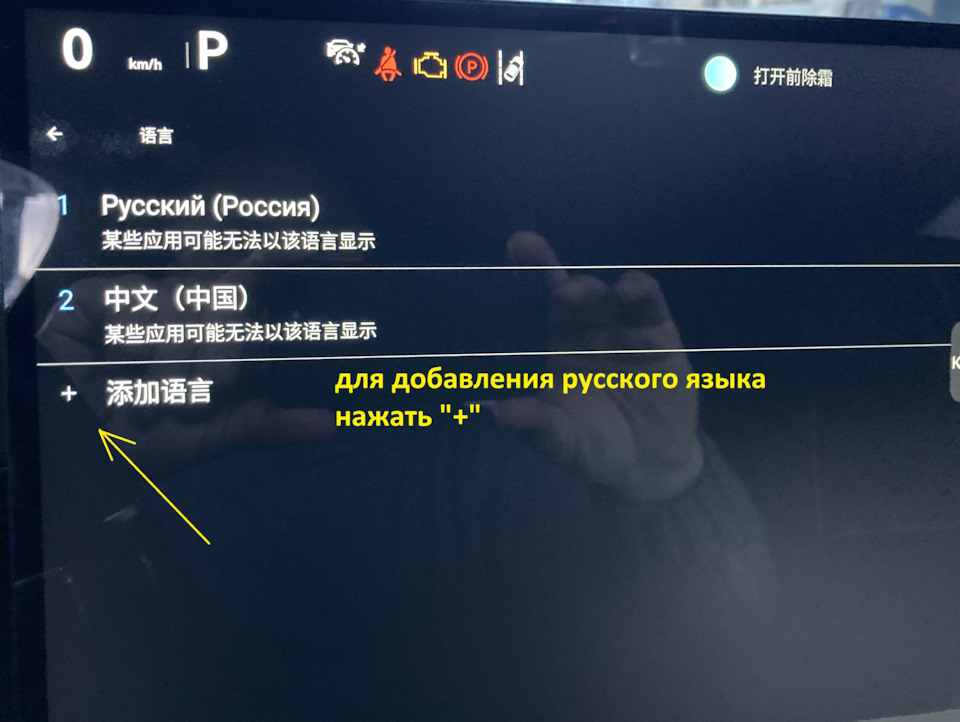 0 km/h P
打开前除霜
语言
1 Русский (Россия)
某些应用可能无法以该语言显示
2 中文（中国）
某些应用可能无法以该语言显示
+ 添加语言
для добавления русского языка
нажать "+"